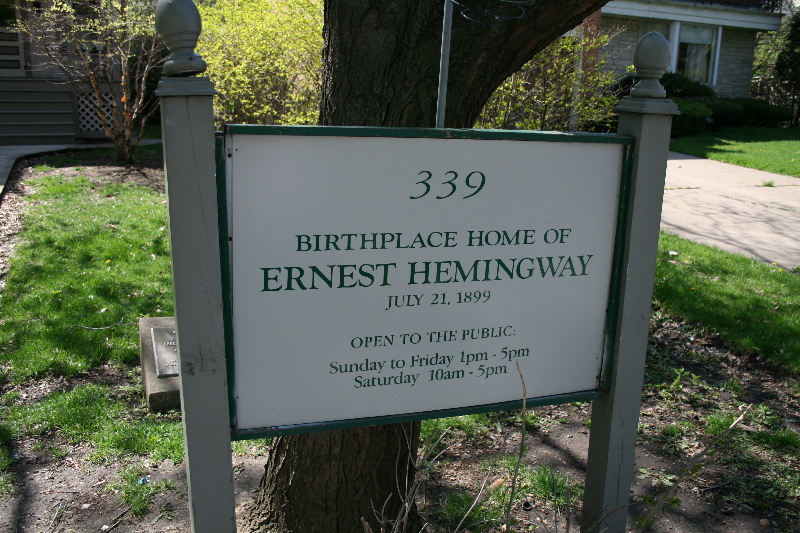 339
BIRTHPLACE HOME OF
ERNEST HEMINGWAY
JULY 21, 1899
OPEN TO THE PUBLIC:
Sunday to Friday 1pm - 5pm
Saturday 10am - 5pm